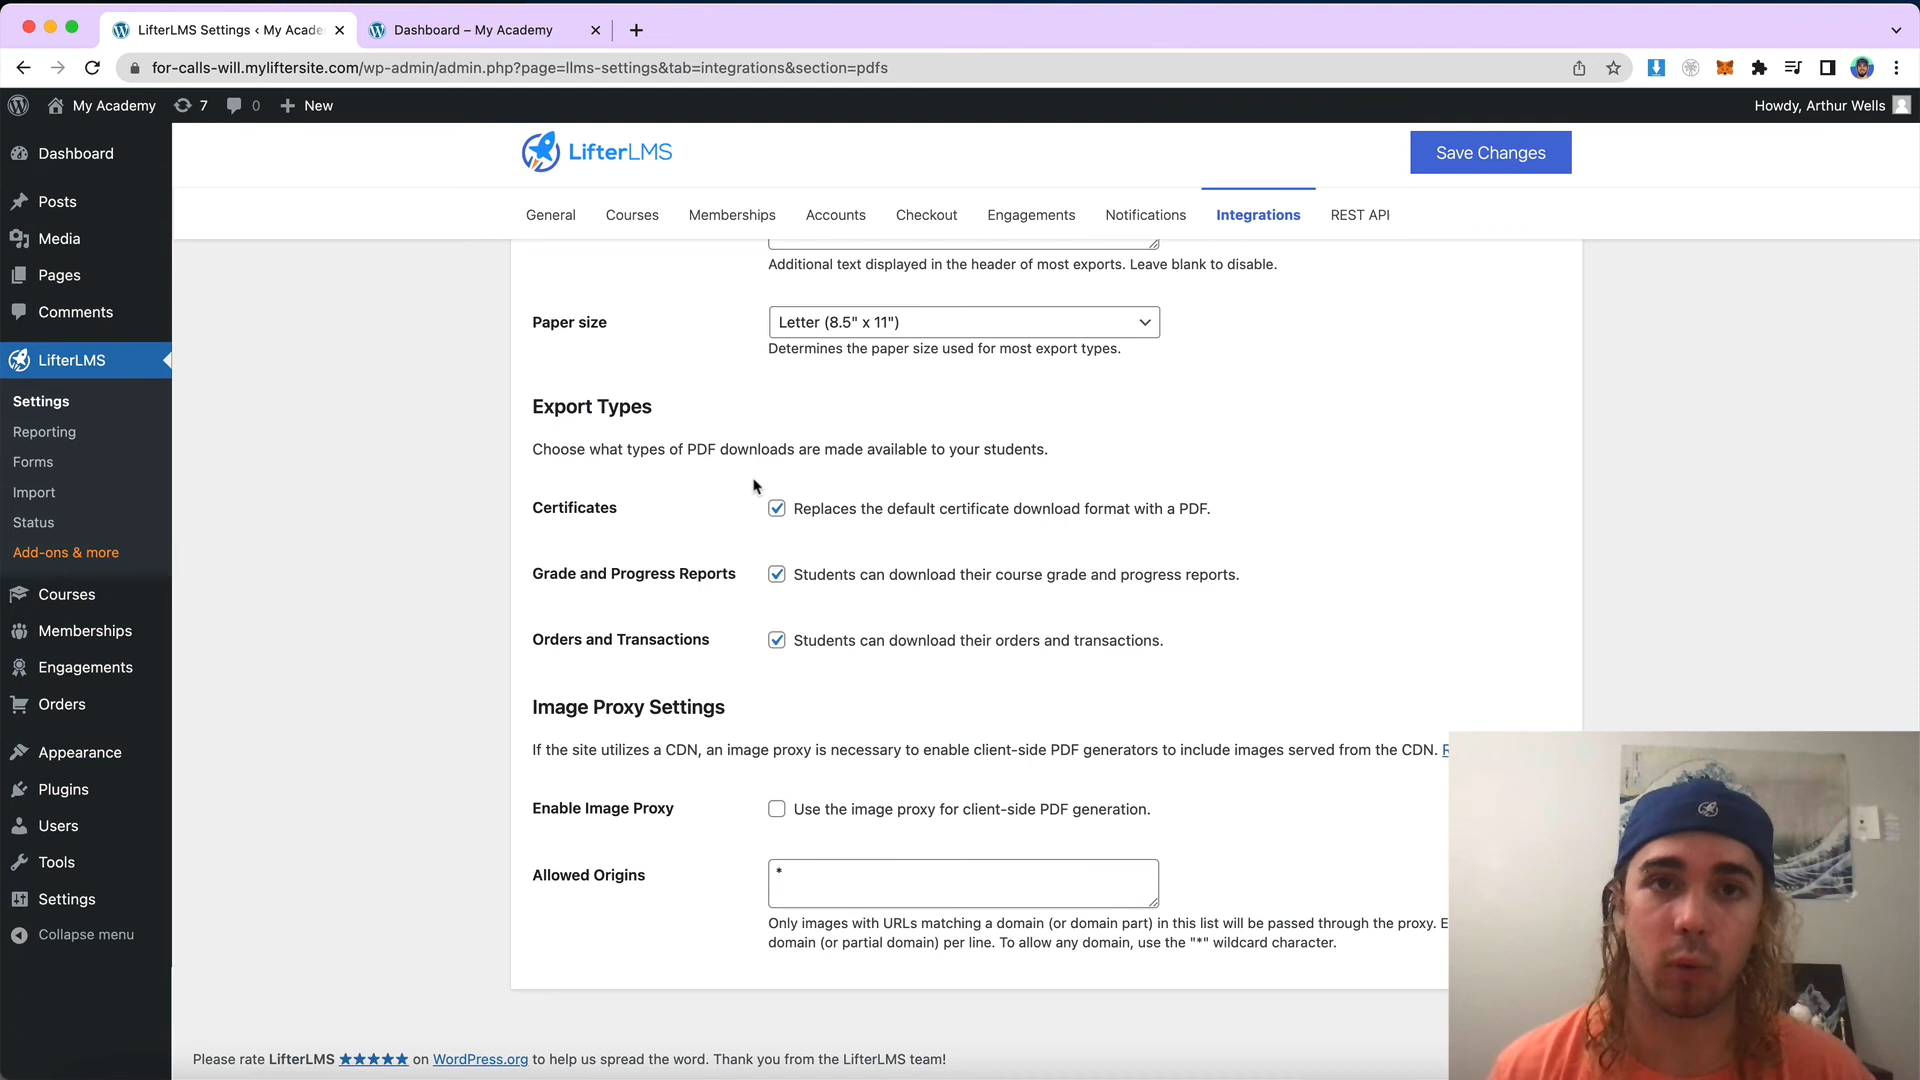 LifterLMS Settings ‹ My Acade
Dashboard – My Academy
for-calls-will.myliftersite.com/wp-admin/admin.php?page=llms-settings&tab=integrations&section=pdfs
My Academy 7 0 New
Howdy, Arthur Wells
Dashboard
Posts
Media
Pages
Comments
LifterLMS
Settings
Reporting
Forms
Import
Status
Add-ons & more
Courses
Memberships
Engagements
Orders
Appearance
Plugins
Users
Tools
Settings
Collapse menu
LifterLMS
Save Changes
General Courses Memberships Accounts Checkout Engagements Notifications Integrations REST API
Additional text displayed in the header of most exports. Leave blank to disable.
Paper size Letter (8.5" x 11")
Determines the paper size used for most export types.
Export Types
Choose what types of PDF downloads are made available to your students.
Certificates Replaces the default certificate download format with a PDF.
Grade and Progress Reports Students can download their course grade and progress reports.
Orders and Transactions Students can download their orders and transactions.
Image Proxy Settings
If the site utilizes a CDN, an image proxy is necessary to enable client-side PDF generators to include images served from the CDN. R
Enable Image Proxy Use the image proxy for client-side PDF generation.
Allowed Origins *
Only images with URLs matching a domain (or domain part) in this list will be passed through the proxy. E
domain (or partial domain) per line. To allow any domain, use the "*" wildcard character.
Please rate LifterLMS ★★★★★ on WordPress.org to help us spread the word. Thank you from the LifterLMS team!